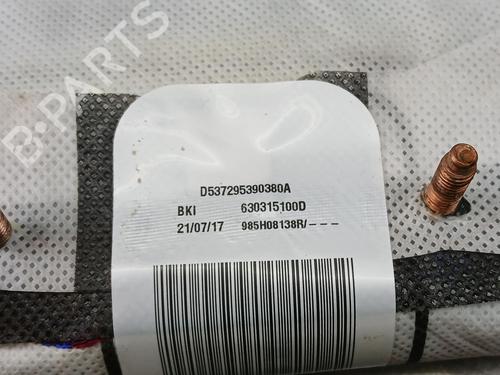 B-PARTS
D537295390380A
BKI 630315100D
21/07/17 985H08138R/---